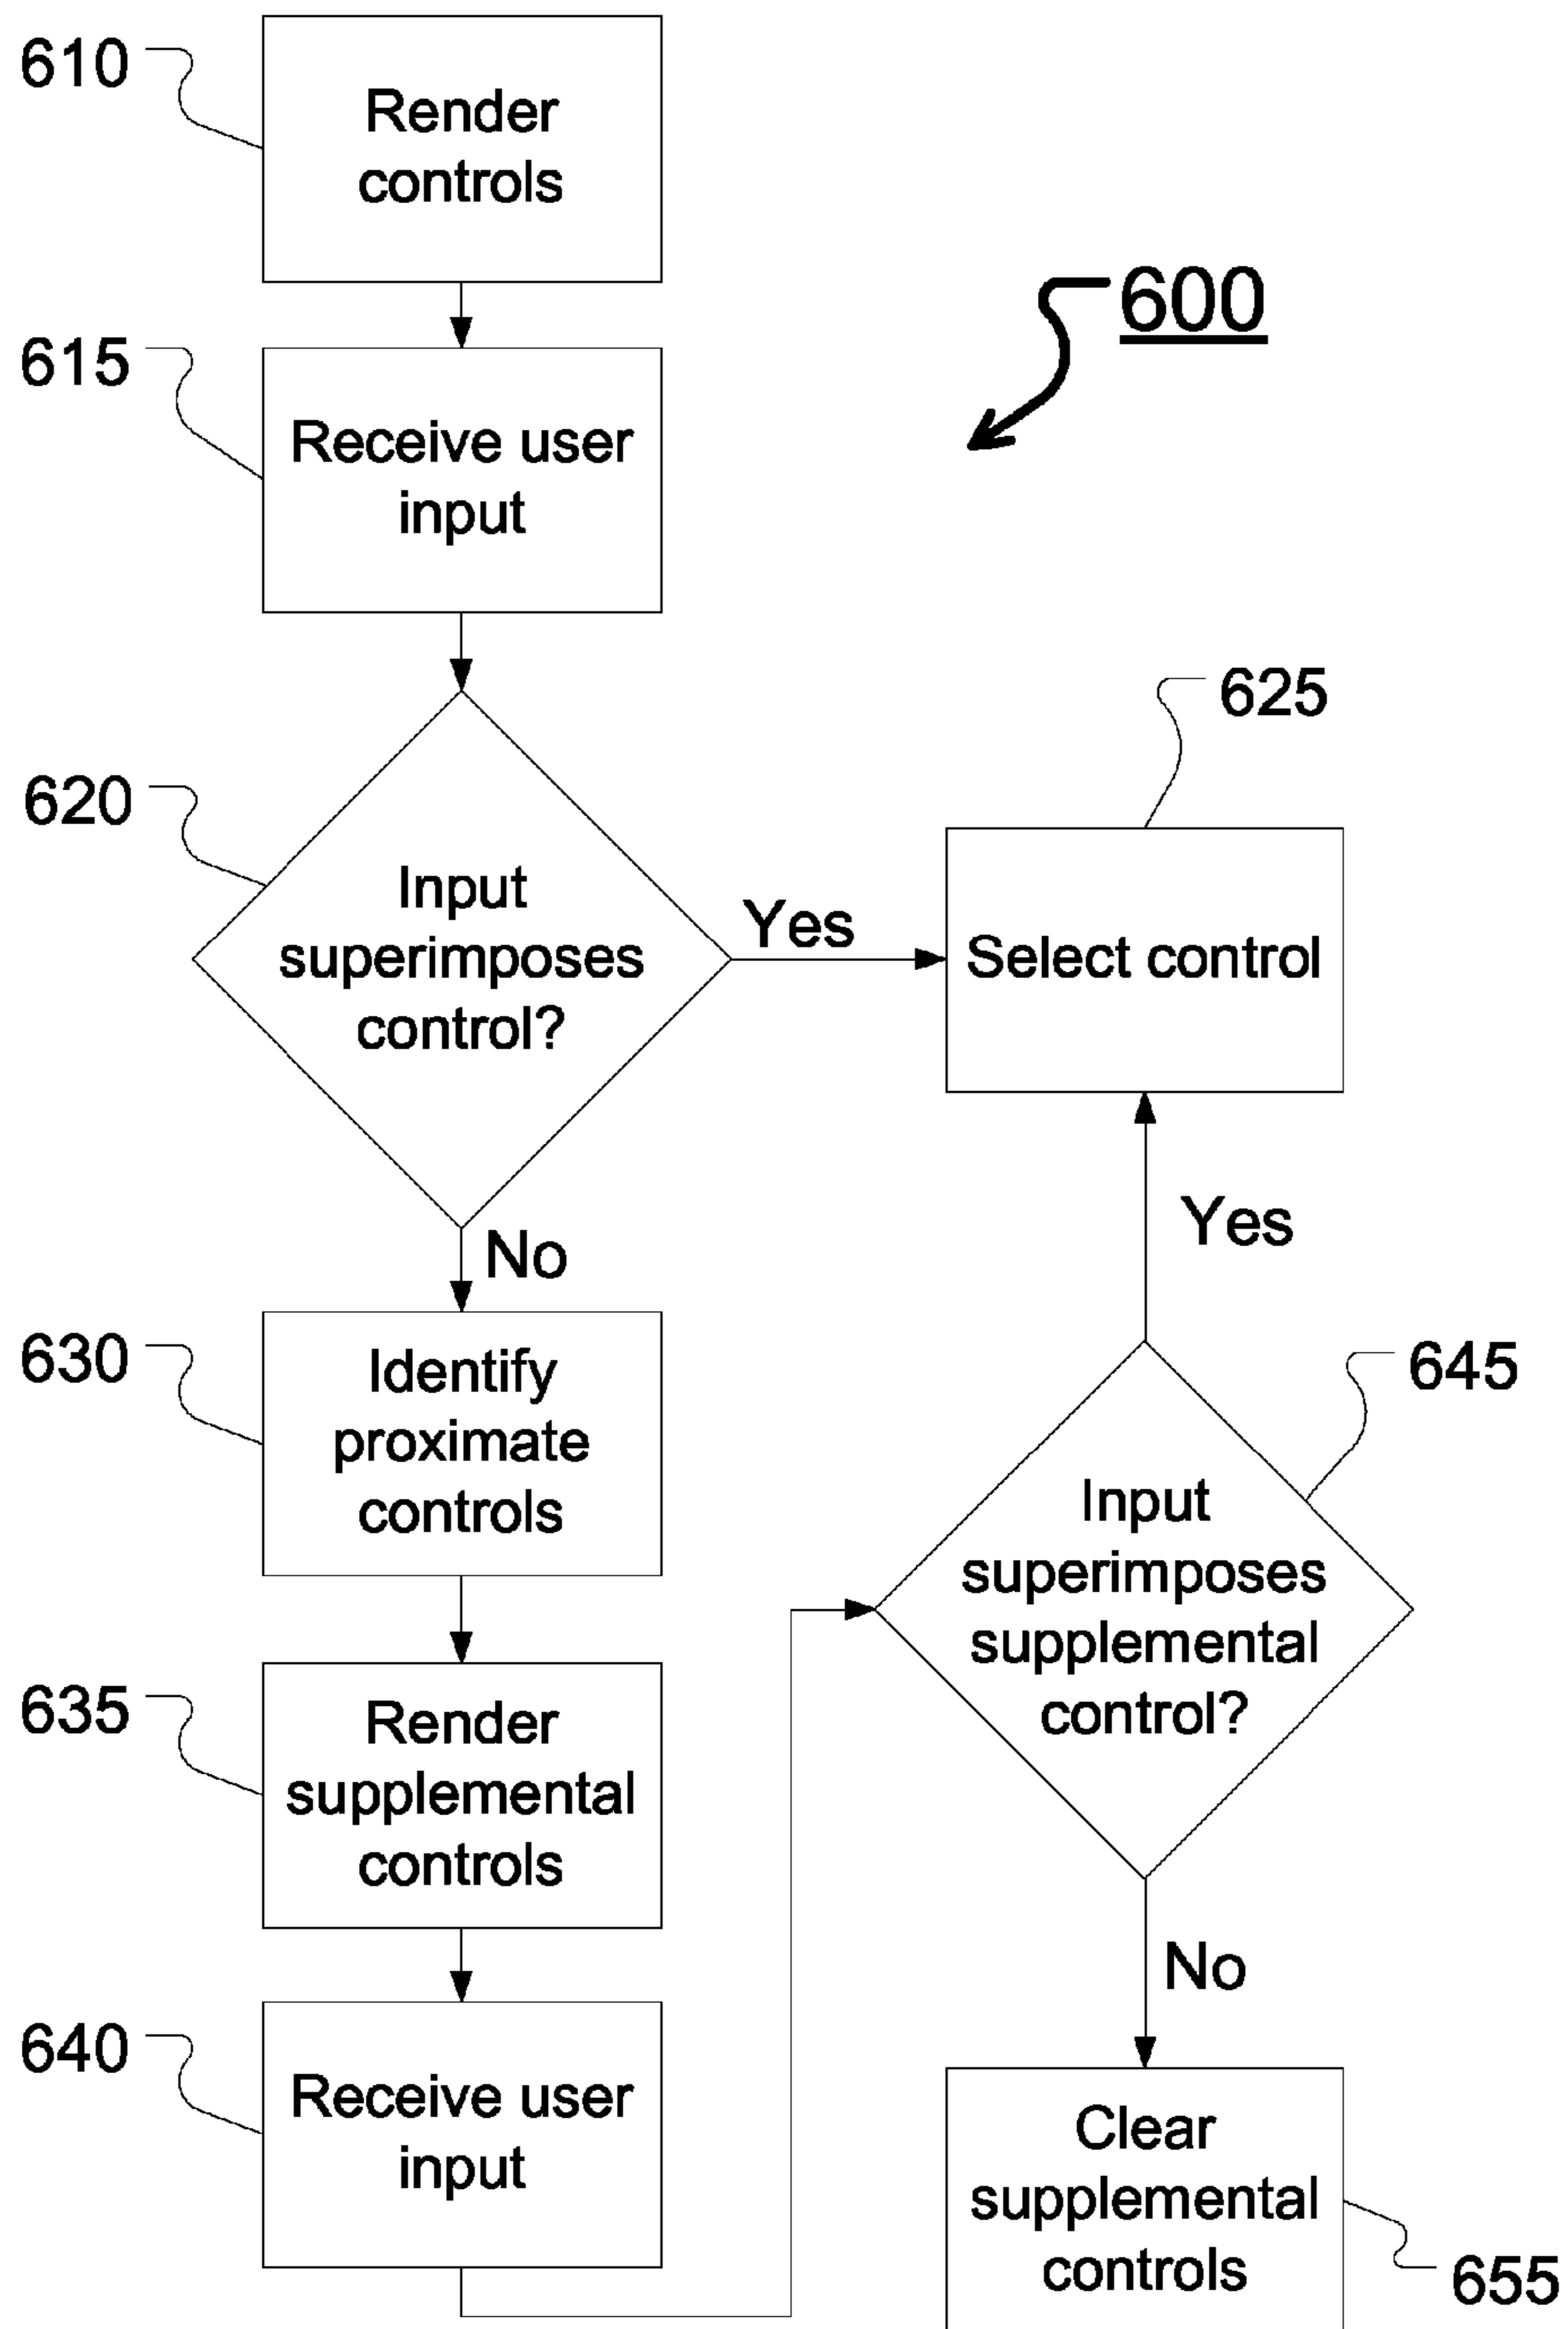 610
Render
controls
600
615
Receive user
input
620
Input
superimposes
control?
Yes
625
Select control
No
630
Identify
proximate
controls
635
Render
supplemental
controls
640
Receive user
input
645
Input
superimposes
supplemental
control?
Yes
No
655
Clear
supplemental
controls